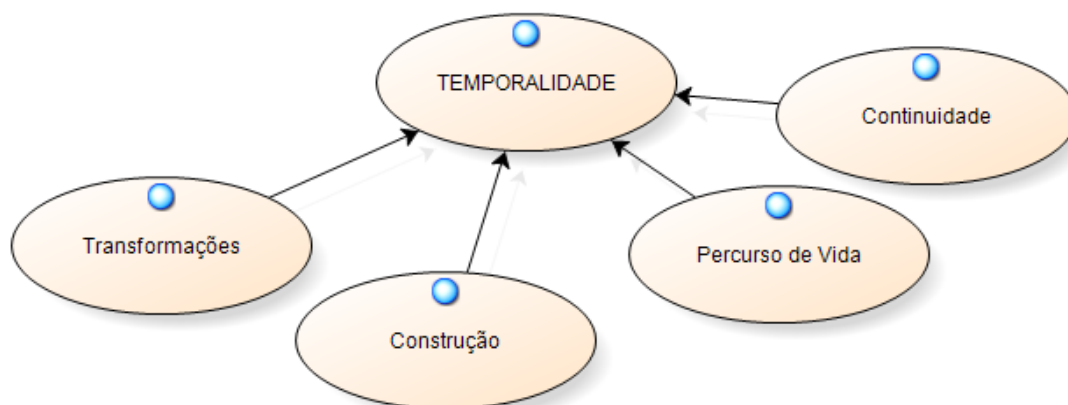 TEMPORALIDADE
Continuidade
Transformações
Percurso de Vida
Construção